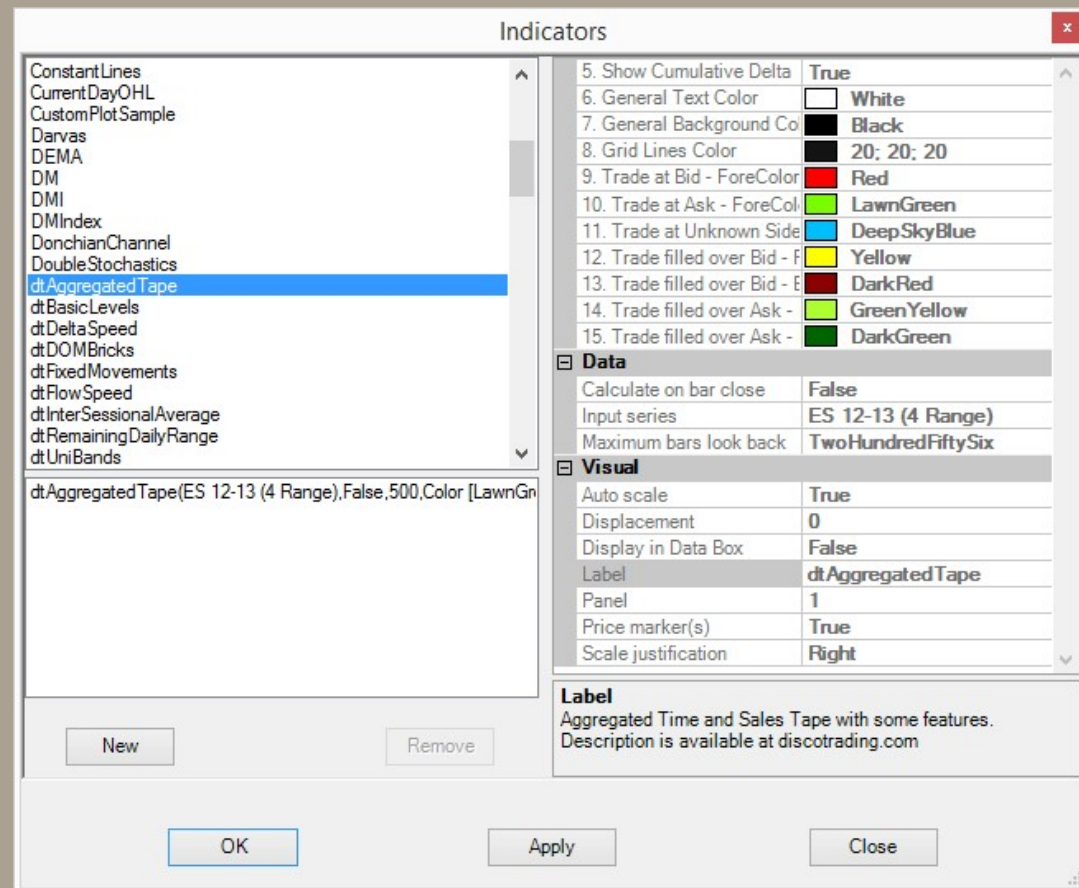 Indicators
x
ConstantLines
CurrentDayOHL
CustomPlotSample
Darvas
DEMA
DM
DMI
DMIndex
DonchianChannel
DoubleStochastics
dtAggregatedTape
dtBasicLevels
dtDeltaSpeed
dtDOMBricks
dtFixedMovements
dtFlowSpeed
dtInterSessionalAverage
dtRemainingDailyRange
dtUniBands
dtAggregatedTape(ES 12-13 (4 Range),False,500,Color [LawnGr
New
Remove
5. Show Cumulative Delta True
6. General Text Color White
7. General Background Co Black
8. Grid Lines Color 20; 20; 20
9. Trade at Bid - ForeColor Red
10. Trade at Ask - ForeCol LawnGreen
11. Trade at Unknown Side DeepSkyBlue
12. Trade filled over Bid - F Yellow
13. Trade filled over Bid - B DarkRed
14. Trade filled over Ask - GreenYellow
15. Trade filled over Ask - DarkGreen
Data
Calculate on bar close False
Input series ES 12-13 (4 Range)
Maximum bars look back TwoHundredFiftySix
Visual
Auto scale True
Displacement 0
Display in Data Box False
Label dtAggregatedTape
Panel 1
Price marker(s) True
Scale justification Right
Label
Aggregated Time and Sales Tape with some features.
Description is available at discotrading.com
OK
Apply
Close